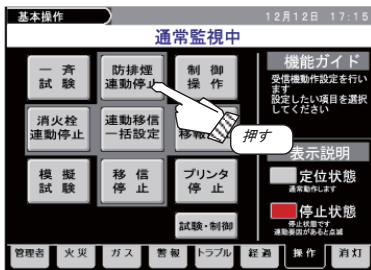 基本操作
12月12日 17:15
通常監視中
一斉
試験
防排煙
連動停止
制御
操作
消火栓
連動停止
連動移信
一括設定
移報
模擬
試験
移信
停止
プリンタ
停止
試験・制御
押す
機能ガイド
受信機動作設定を行い
ます
設定したい項目を選択
してください
表示説明
定位状態
通常動作します
停止状態
停止状態です
連動要因があると点滅
管理者 火災 ガス 警報 トラブル 経過 操作 消灯